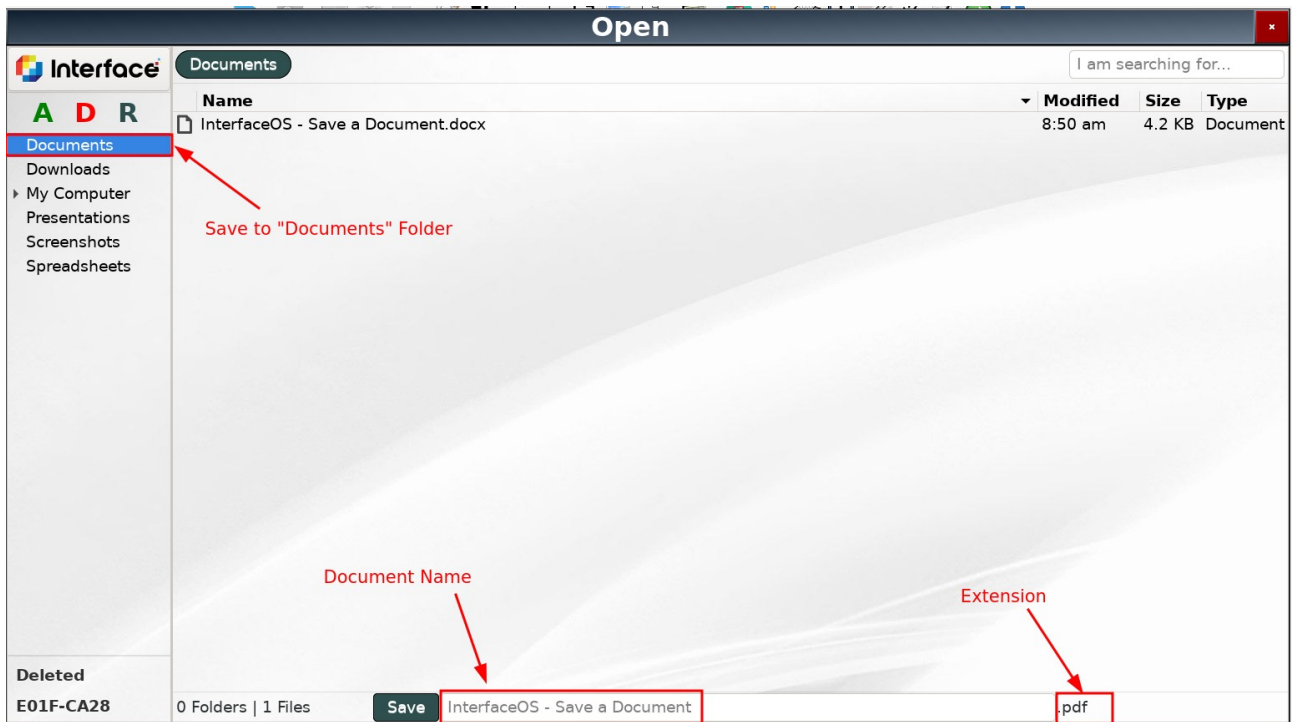 Open
Interface
Documents
I am searching for...
A D R
Name Modified Size Type
InterfaceOS - Save a Document.docx 8:50 am 4.2 KB Document
Documents
Downloads
My Computer
Presentations
Screenshots
Spreadsheets
Save to "Documents" Folder
Document Name
Extension
Deleted
E01F-CA28
0 Folders | 1 Files
Save
InterfaceOS - Save a Document
.pdf